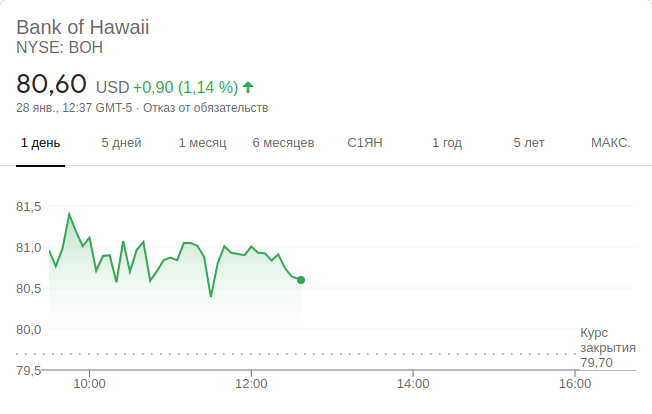 Bank of Hawaii
NYSE: BOH
80,60 USD +0,90 (1,14 %)
28 янв., 12:37 GMT-5 · Отказ от обязательств
1 день 5 дней 1 месяц 6 месяцев С1ЯН 1 год 5 лет МАКС.
81,5
81,0
80,5
80,0
Курс
закрытия
79,70
79,5
10:00 12:00 14:00 16:00